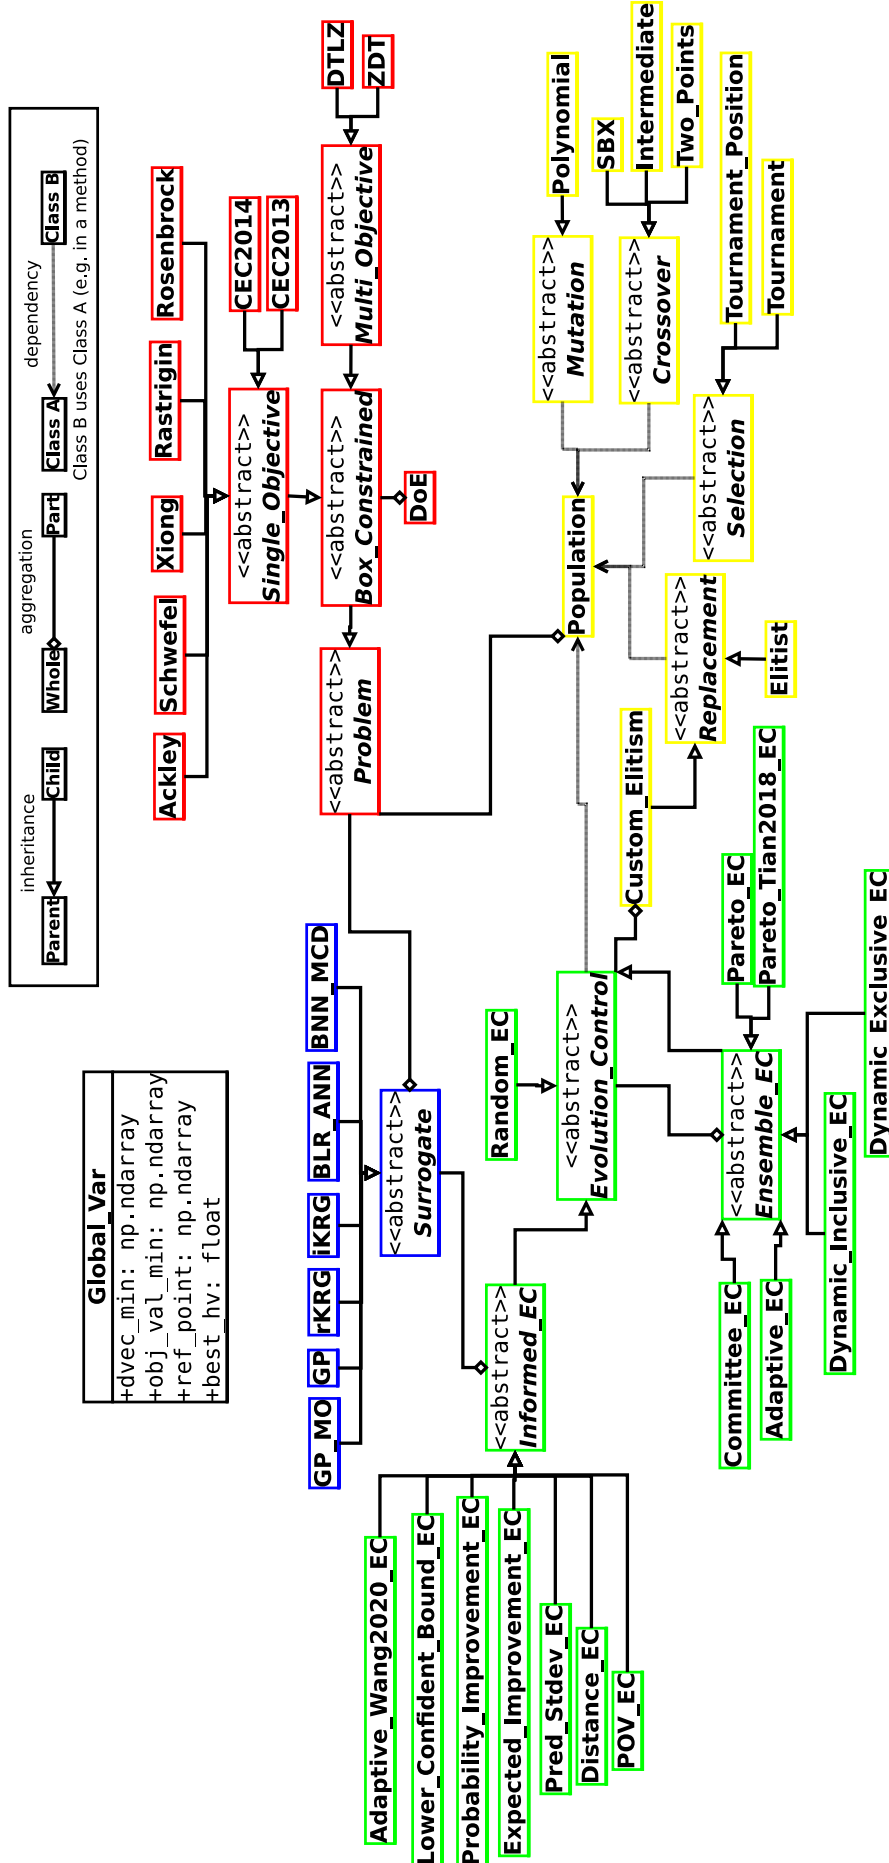 Global_Var
+dvec_min: np.ndarray
+obj_val_min: np.ndarray
+ref_point: np.ndarray
+best_hv: float
inheritance
aggregation
dependency
Parent
Child
Whole
Part
Class A
Class B
Class B uses Class A (e.g. in a method)
Ackley
Schwefel
Xiong
Rastrigin
Rosenbrock
<<abstract>>
Single_Objective
CEC2014
CEC2013
GP_MO
GP
rKRG
iKRG
BLR_ANN
BNN_MCD
<<abstract>>
Problem
<<abstract>>
Box_Constrained
<<abstract>>
Multi_Objective
DTLZ
ZDT
DoE
<<abstract>>
Surrogate
Adaptive_Wang2020_EC
Lower_Confident_Bound_EC
Probability_Improvement_EC
Expected_Improvement_EC
Pred_Stdev_EC
Distance_EC
POV_EC
<<abstract>>
Informed_EC
Random_EC
<<abstract>>
Evolution_Control
Population
<<abstract>>
Mutation
Polynomial
<<abstract>>
Crossover
SBX
Intermediate
Two_Points
Custom_Elitism
<<abstract>>
Replacement
Elitist
<<abstract>>
Selection
Tournament_Position
Tournament
Committee_EC
Adaptive_EC
<<abstract>>
Ensemble_EC
Pareto_EC
Pareto_Tian2018_EC
Dynamic_Inclusive_EC
Dynamic_Exclusive_EC